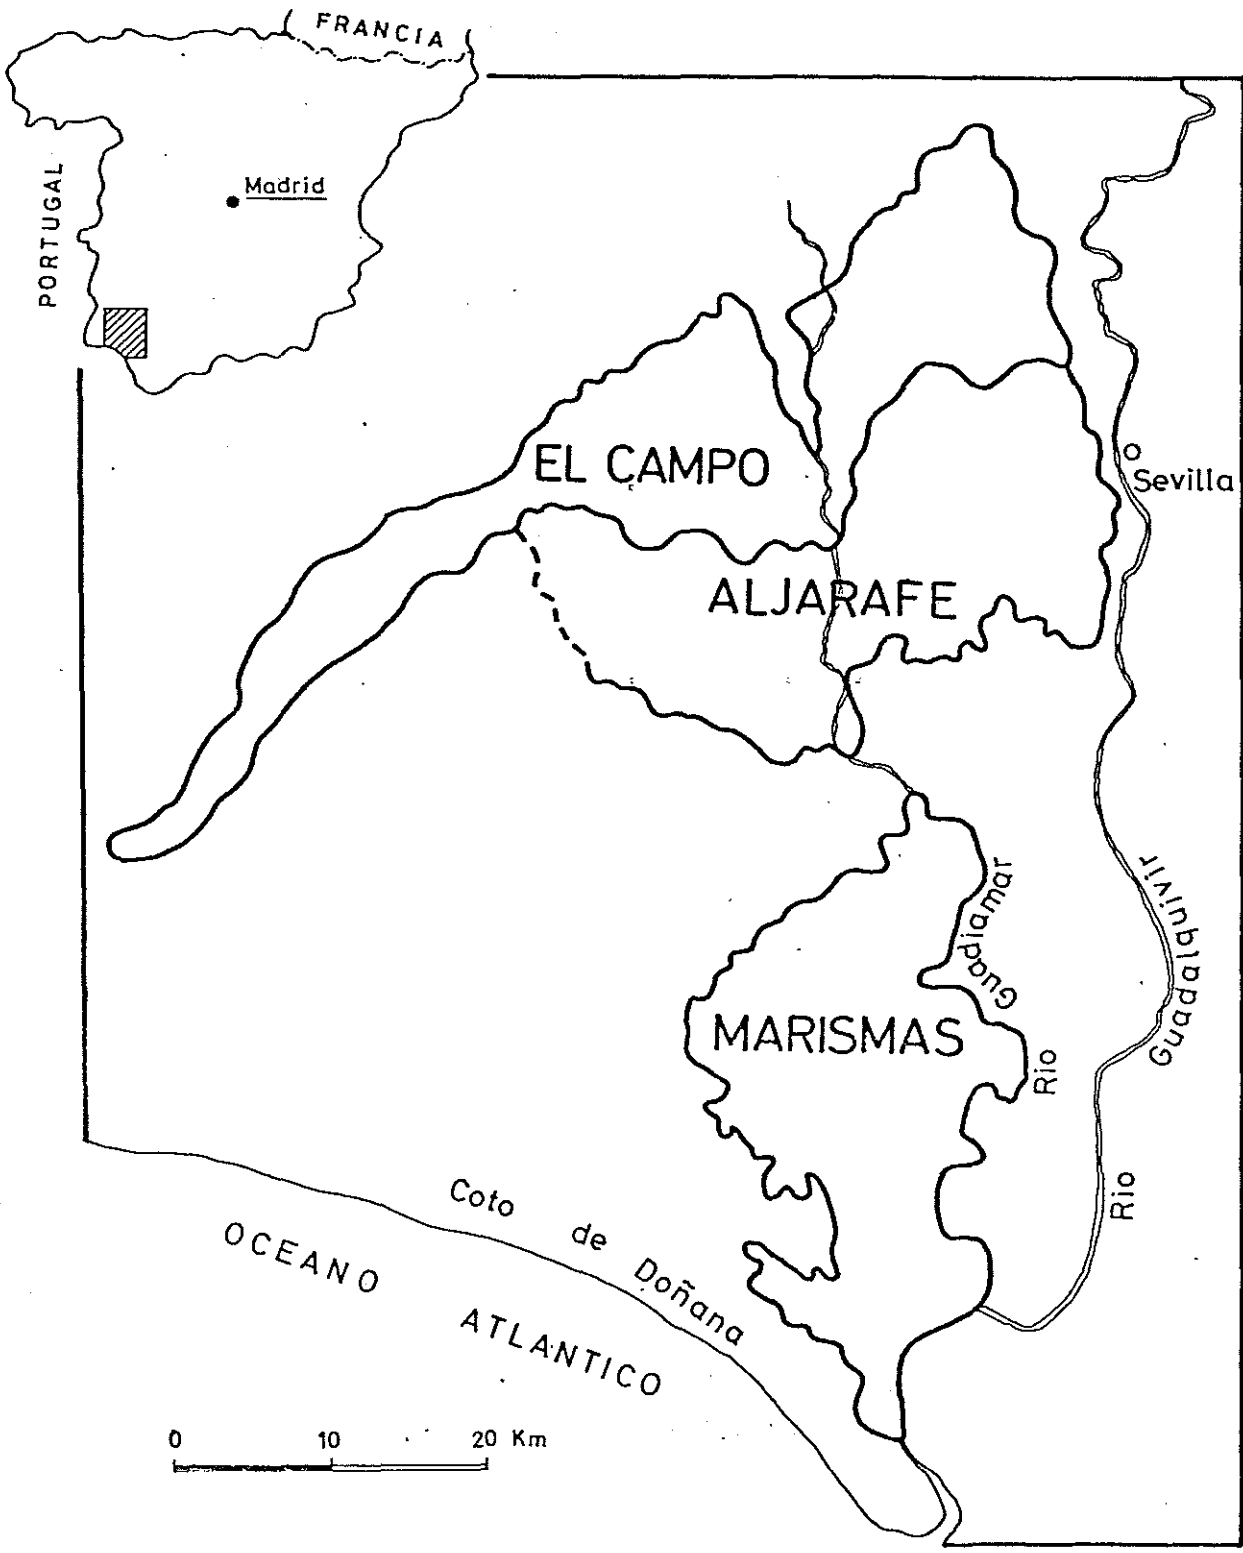 FRANCIA
PORTUGAL
Madrid
EL CAMPO
Sevilla
ALJARAFE
Guadiamar
Rio
Guadalquivir
Rio
MARISMAS
Coto de Doñana
OCEANO
ATLANTICO
0 10 20 Km